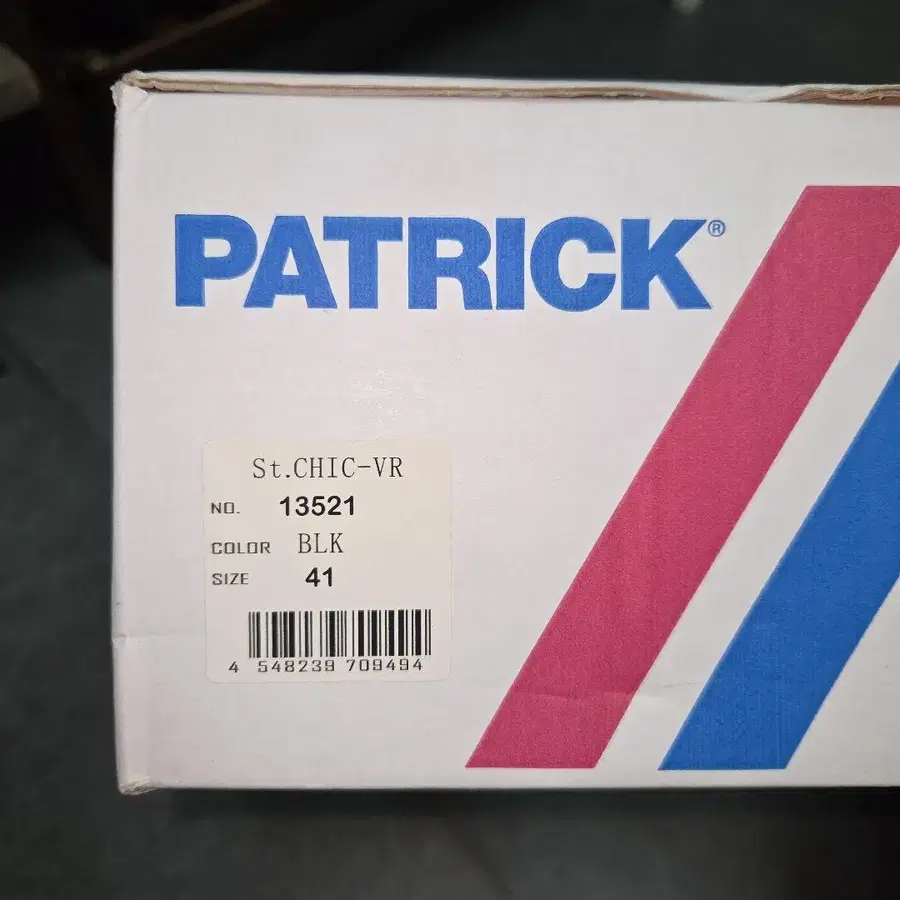 PATRICK®
St.CHIC-VR
NO. 13521
COLOR BLK
SIZE 41
4 548239 709494